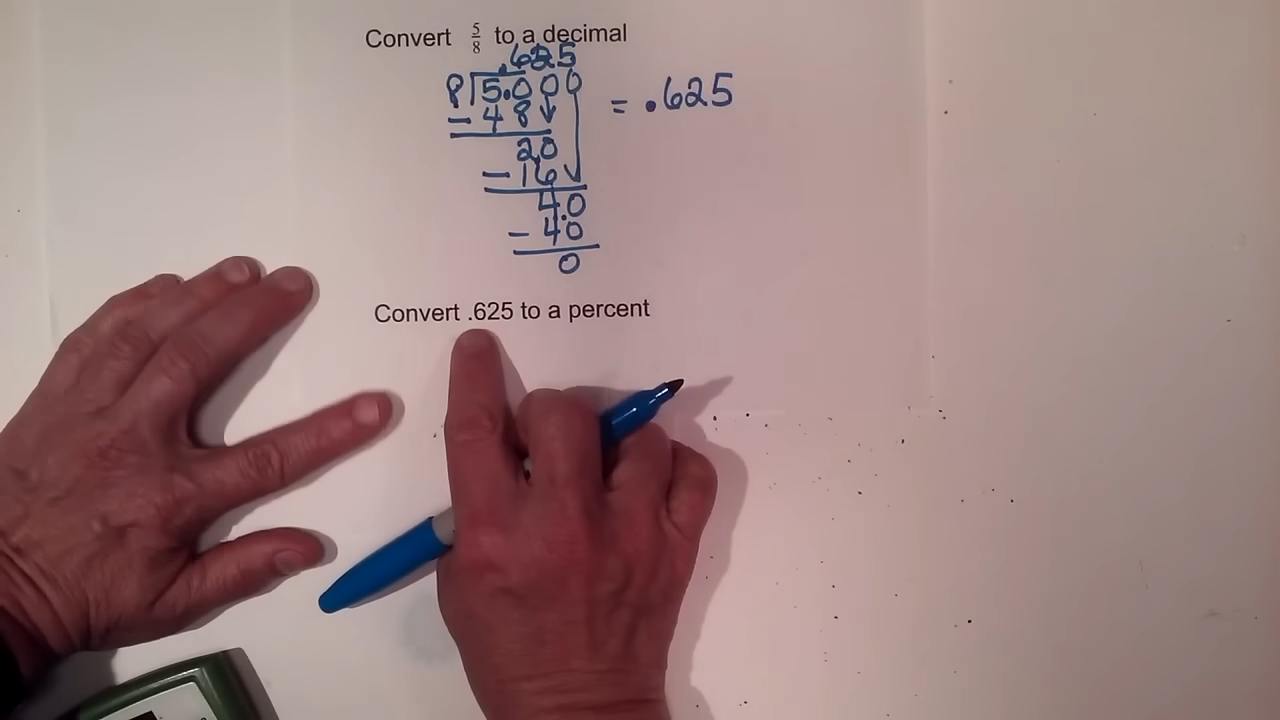 Convert 5/8 to a decimal
.625
8 5.000 = .625
- 48
20
- 16
40
- 40
0
Convert .625 to a percent